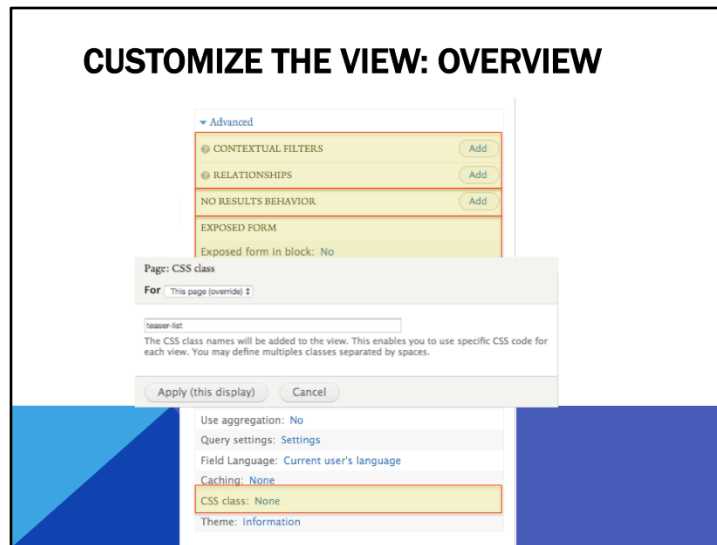 CUSTOMIZE THE VIEW: OVERVIEW
Advanced
CONTEXTUAL FILTERS Add
RELATIONSHIPS Add
NO RESULTS BEHAVIOR Add
EXPOSED FORM
Exposed form in block: No
Page: CSS class
For This page (override)
teaser-list
The CSS class names will be added to the view. This enables you to use specific CSS code for
each view. You may define multiples classes separated by spaces.
Apply (this display) Cancel
Use aggregation: No
Query settings: Settings
Field Language: Current user's language
Caching: None
CSS class: None
Theme: Information